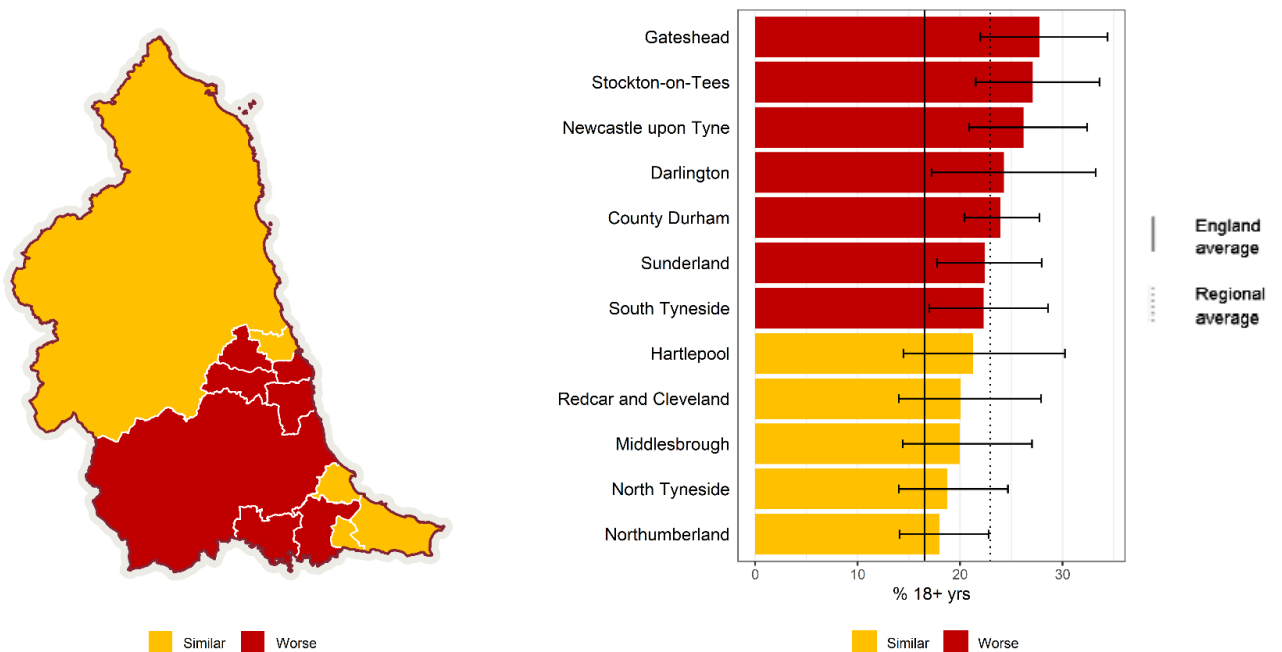 Gateshead
Stockton-on-Tees
Newcastle upon Tyne
Darlington
County Durham
Sunderland
South Tyneside
Hartlepool
Redcar and Cleveland
Middlesbrough
North Tyneside
Northumberland
0 10 20 30
% 18+ yrs
England
average
Regional
average
Similar Worse
Similar Worse